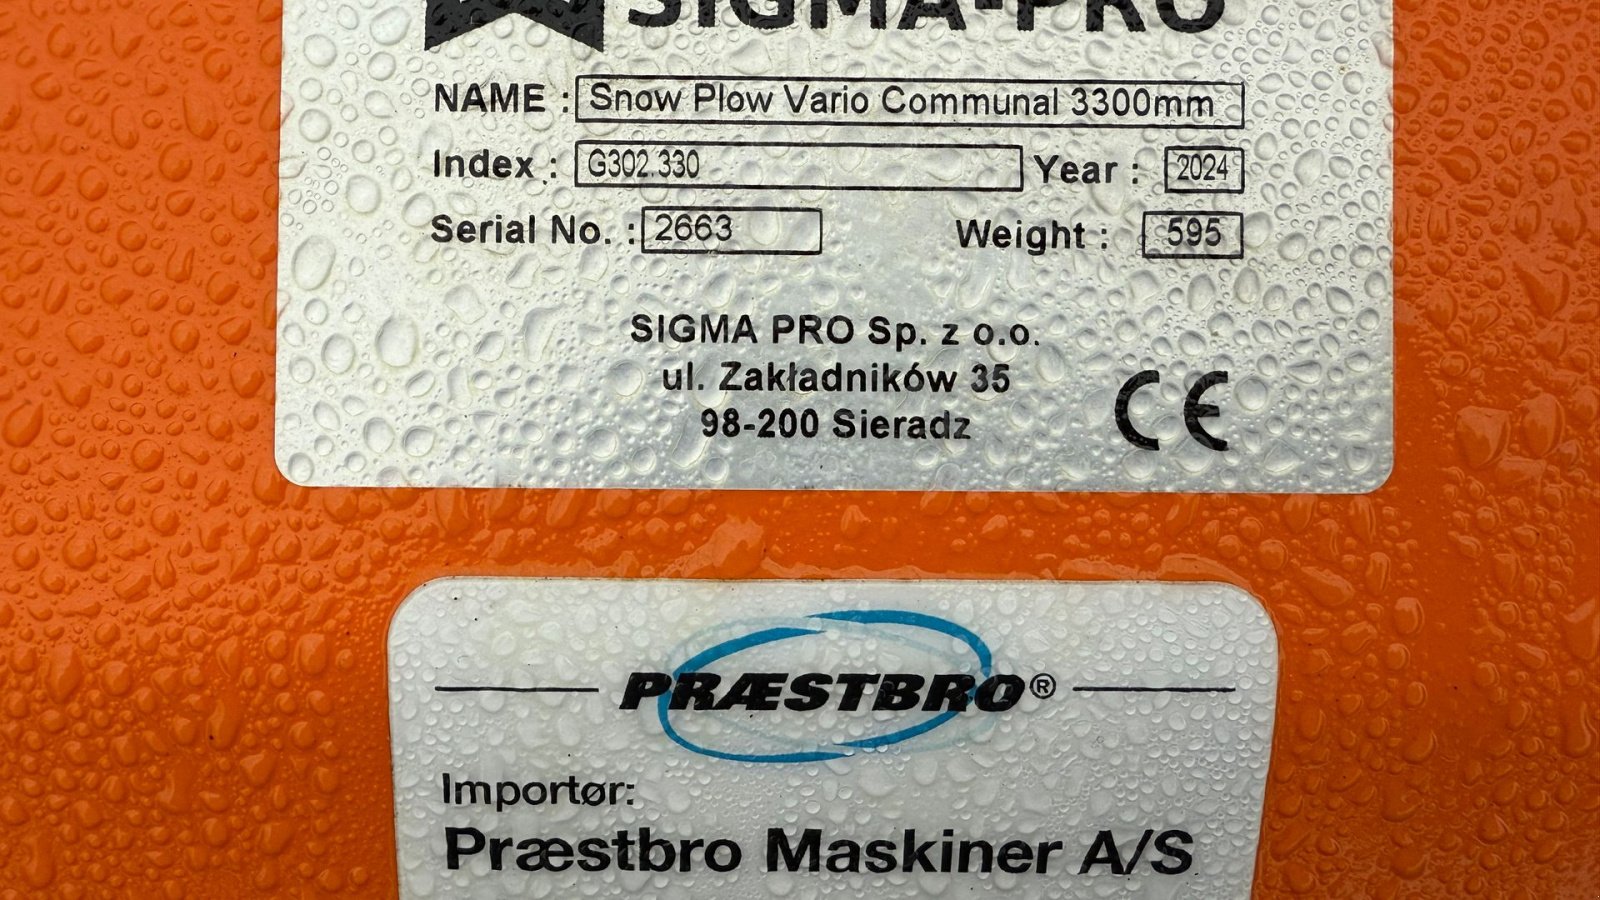 SIGMA-PRO
NAME : Snow Plow Vario Communal 3300mm
Index : G302.330 Year : 2024
Serial No. : 2663 Weight : 595
SIGMA PRO Sp. z o.o.
ul. Zakładników 35
98-200 Sieradz
CE
PRÆSTBRO®
Importør:
Præstbro Maskiner A/S